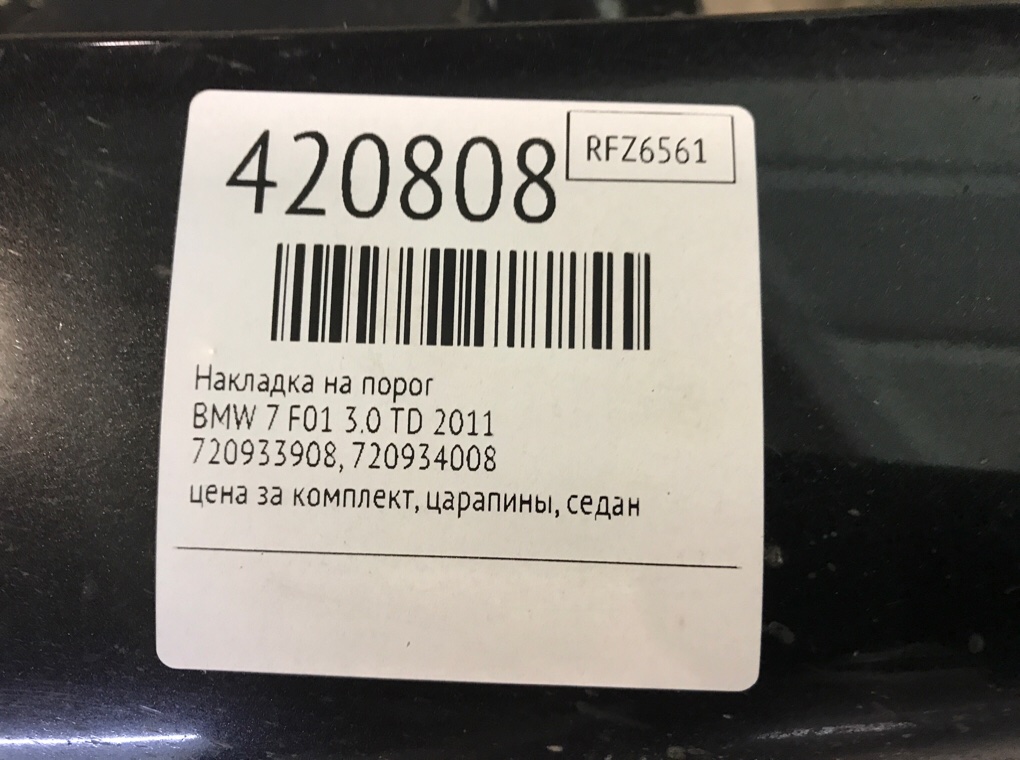 420808
RFZ6561
Накладка на порог
BMW 7 F01 3.0 TD 2011
720933908, 720934008
цена за комплект, царапины, седан